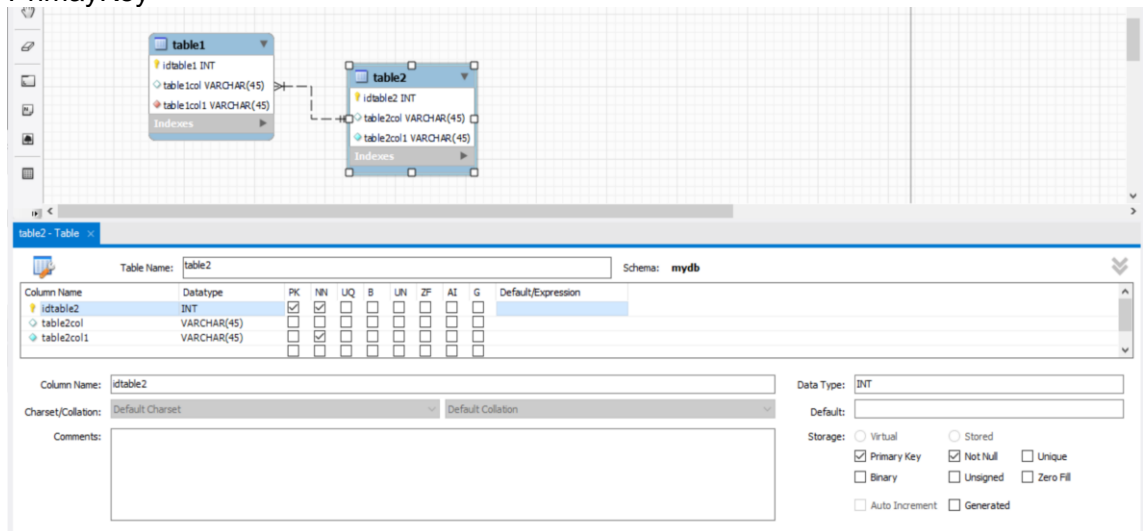 PrimayKey
table1
idtable1 INT
table1col VARCHAR(45)
table1col1 VARCHAR(45)
Indexes
table2
idtable2 INT
table2col VARCHAR(45)
table2col1 VARCHAR(45)
Indexes
table2 - Table ×
Table Name: table2 Schema: mydb
Column Name Datatype PK NN UQ B UN ZF AI G Default/Expression
idtable2 INT
table2col VARCHAR(45)
table2col1 VARCHAR(45)
Column Name: idtable2 Data Type: INT
Charset/Collation: Default Charset Default Collation Default:
Comments: Storage: Virtual Stored
Primary Key Not Null Unique
Binary Unsigned Zero Fill
Auto Increment Generated